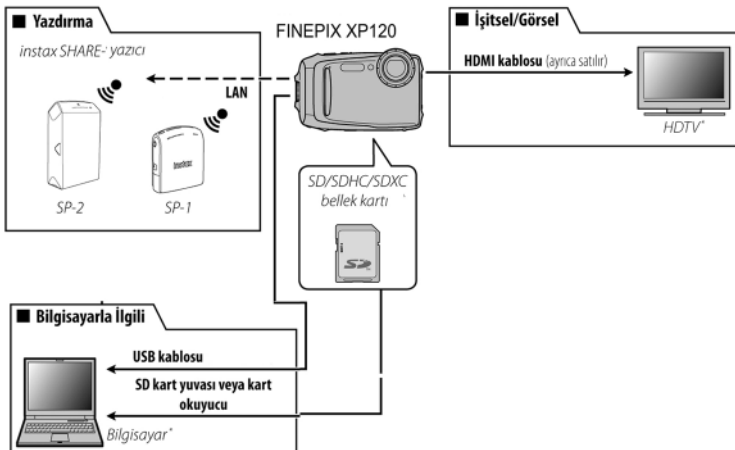 ■ Yazdırma
instax SHARE- yazıcı
LAN
SP-2
SP-1
FINEPIX XP120
■ İşitsel/Görsel
HDMI kablosu (ayrıca satılır)
HDTV*
SD/SDHC/SDXC
bellek kartı
SD
■ Bilgisayarla İlgili
USB kablosu
SD kart yuvası veya kart
okuyucu
Bilgisayar*